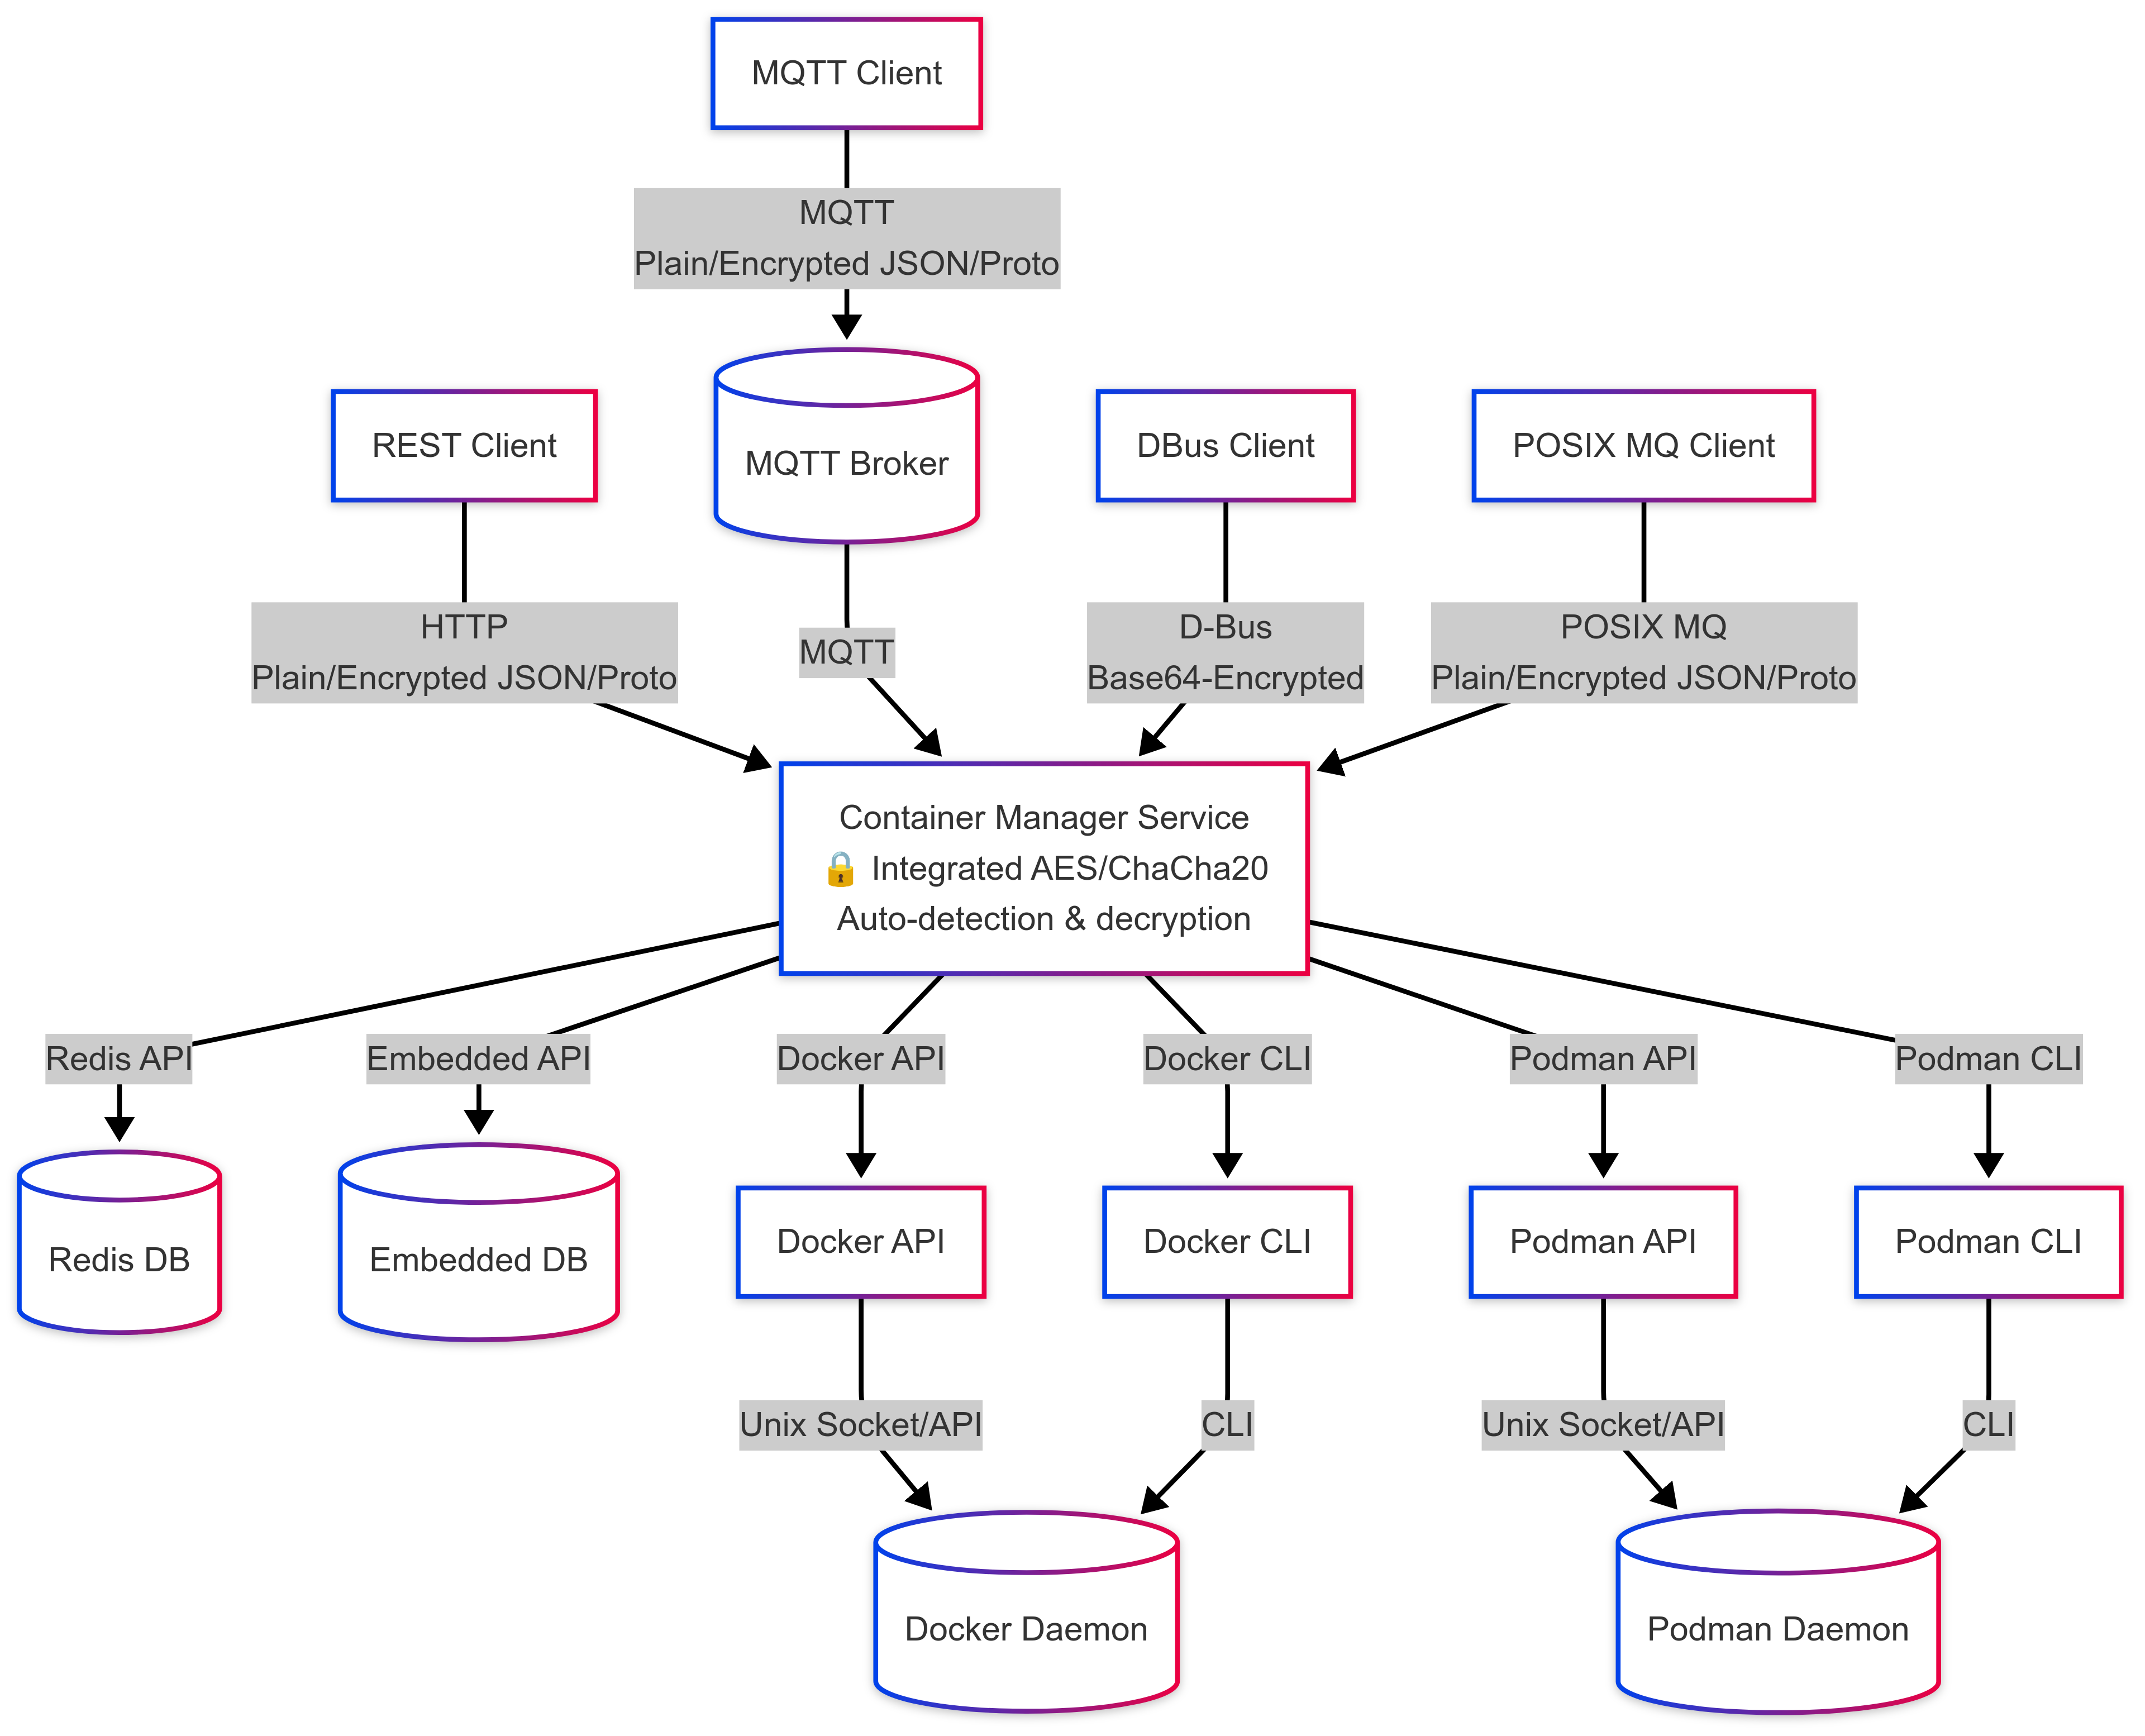 MQTT Client
MQTT
Plain/Encrypted JSON/Proto
REST Client
MQTT Broker
DBus Client
POSIX MQ Client
HTTP
Plain/Encrypted JSON/Proto
MQTT
D-Bus
Base64-Encrypted
POSIX MQ
Plain/Encrypted JSON/Proto
Container Manager Service
🔒 Integrated AES/ChaCha20
Auto-detection & decryption
Redis API
Embedded API
Docker API
Docker CLI
Podman API
Podman CLI
Redis DB
Embedded DB
Docker API
Docker CLI
Podman API
Podman CLI
Unix Socket/API
CLI
Unix Socket/API
CLI
Docker Daemon
Podman Daemon